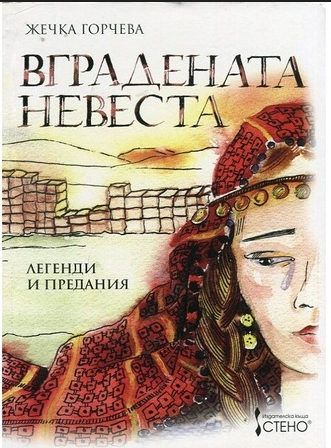 ЖЕЧКА ГОРЧЕВА
ВГРАДЕНАТА
НЕВЕСТА
ЛЕГЕНДИ
И ПРЕДАНИЯ
Издателска къща
СТЕНО®